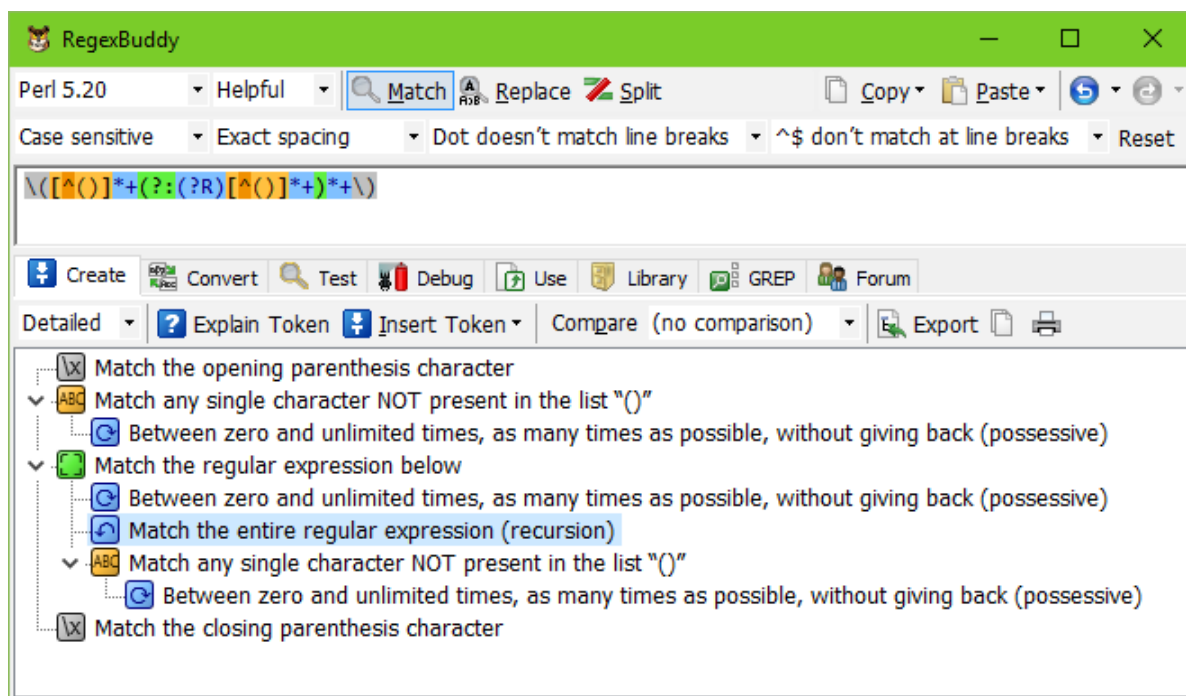 RegexBuddy
Perl 5.20 Helpful Match Replace Split Copy Paste
Case sensitive Exact spacing Dot doesn’t match line breaks ^$ don’t match at line breaks Reset
\([^()]*+(?:(?R)[^()]*+)*+\)
Create Convert Test Debug Use Library GREP Forum
Detailed Explain Token Insert Token Compare (no comparison) Export
\x Match the opening parenthesis character
ABC Match any single character NOT present in the list “()”
Between zero and unlimited times, as many times as possible, without giving back (possessive)
Match the regular expression below
Between zero and unlimited times, as many times as possible, without giving back (possessive)
Match the entire regular expression (recursion)
ABC Match any single character NOT present in the list “()”
Between zero and unlimited times, as many times as possible, without giving back (possessive)
\x Match the closing parenthesis character